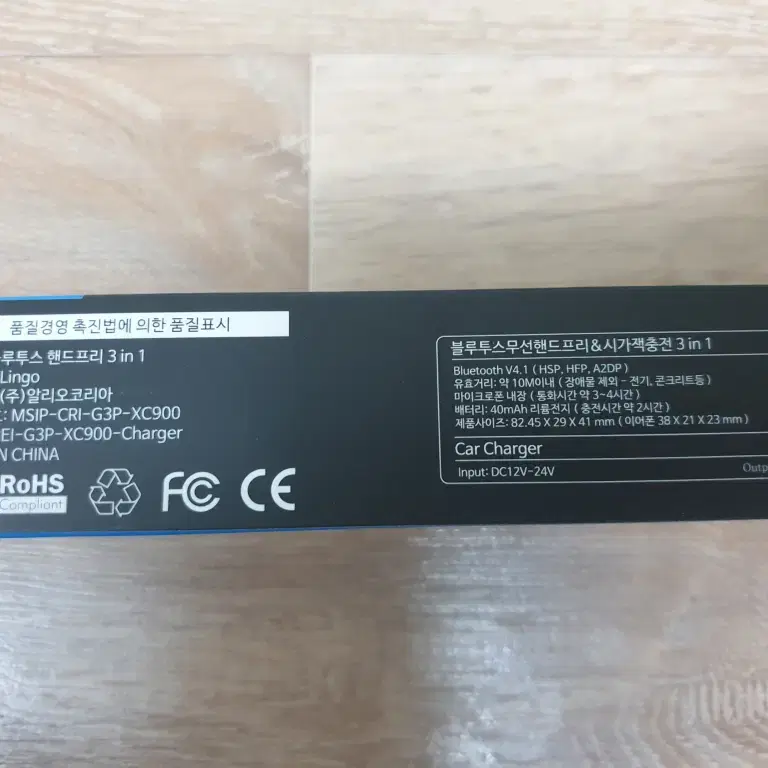 품질경영 촉진법에 의한 품질표시
루투스 핸드프리 3 in 1
Lingo
(주)알리오코리아
: MSIP-CRI-G3P-XC900
EI-G3P-XC900-Charger
N CHINA
RoHS
Compliant
FC
CE
블루투스무선핸드프리&시가잭충전 3 in 1
Bluetooth V4.1 ( HSP, HFP, A2DP )
유효거리: 약 10M이내 ( 장애물 제외 - 전기, 콘크리트등 )
마이크로폰 내장 ( 통화시간 약 3~4시간 )
배터리: 40mAh 리튬전지 ( 충전시간 약 2시간 )
제품사이즈: 82.45 X 29 X 41 mm ( 이어폰 38 X 21 X 23 mm )
Car Charger
Input: DC12V-24V
Outp